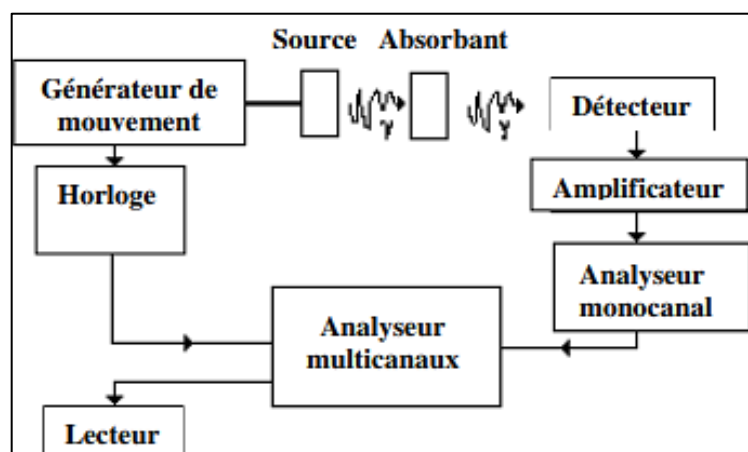 Source Absorbant
Générateur de
mouvement
γ γ
Détecteur
Horloge
Amplificateur
Analyseur
monocanal
Analyseur
multicanaux
Lecteur